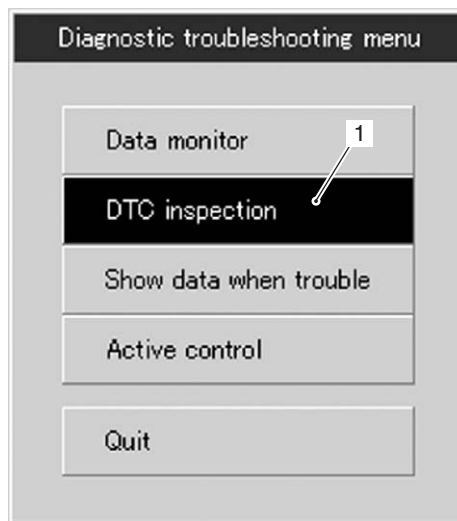 Diagnostic troubleshooting menu
Data monitor
1
DTC inspection
Show data when trouble
Active control
Quit